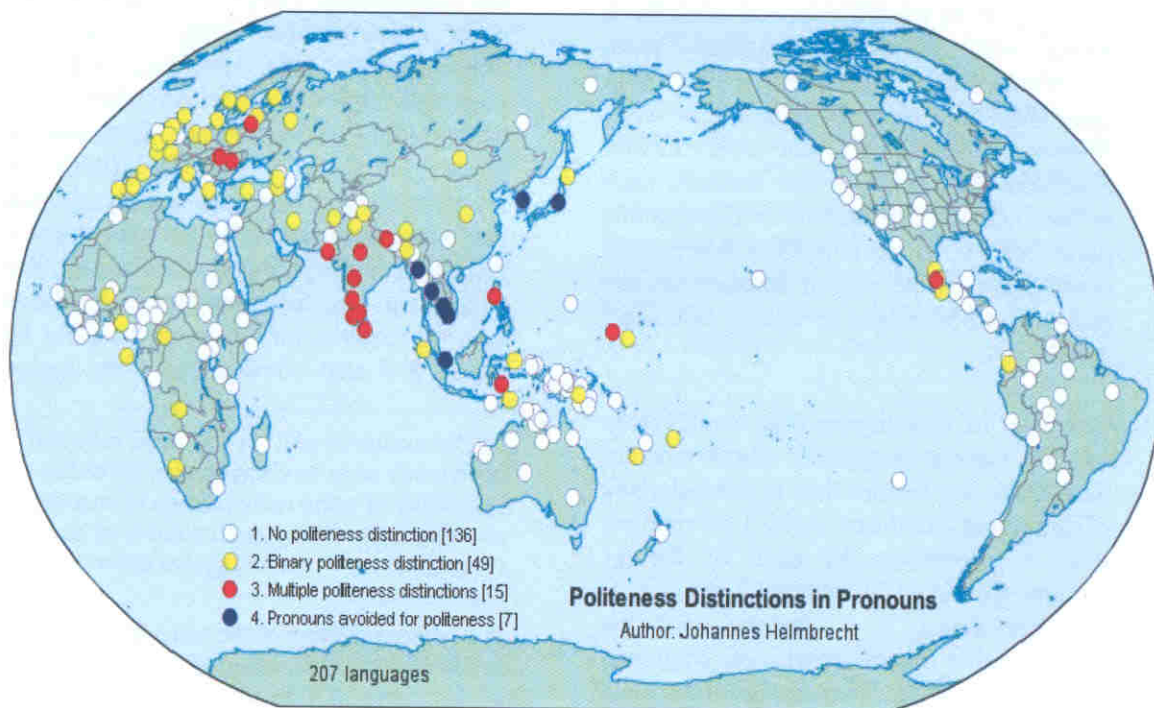 1. No politeness distinction [136]
2. Binary politeness distinction [49]
3. Multiple politeness distinctions [15]
4. Pronouns avoided for politeness [7]
Politeness Distinctions in Pronouns
Author: Johannes Helmbrecht
207 languages